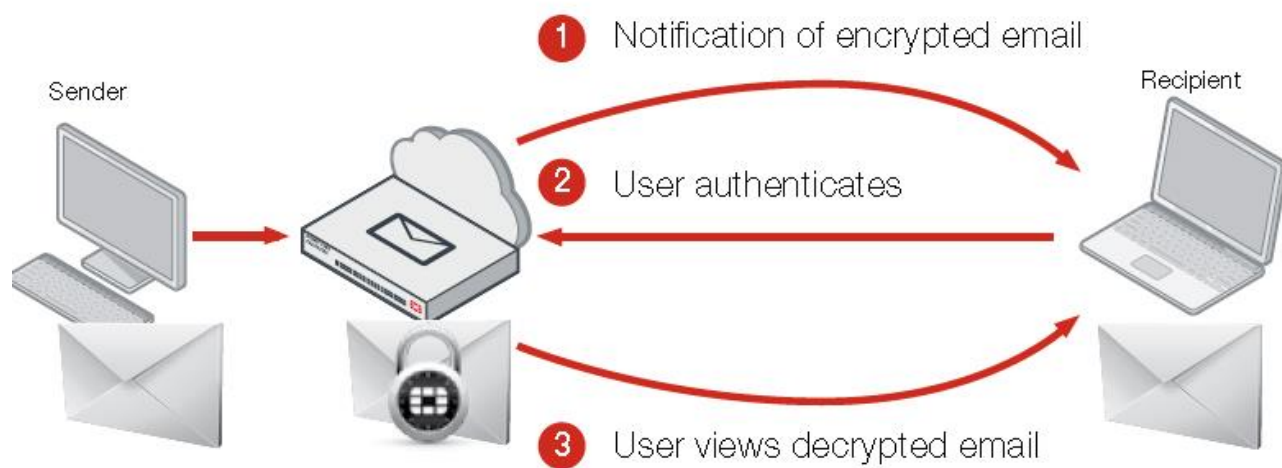 1 Notification of encrypted email
Sender
Recipient
2 User authenticates
3 User views decrypted email